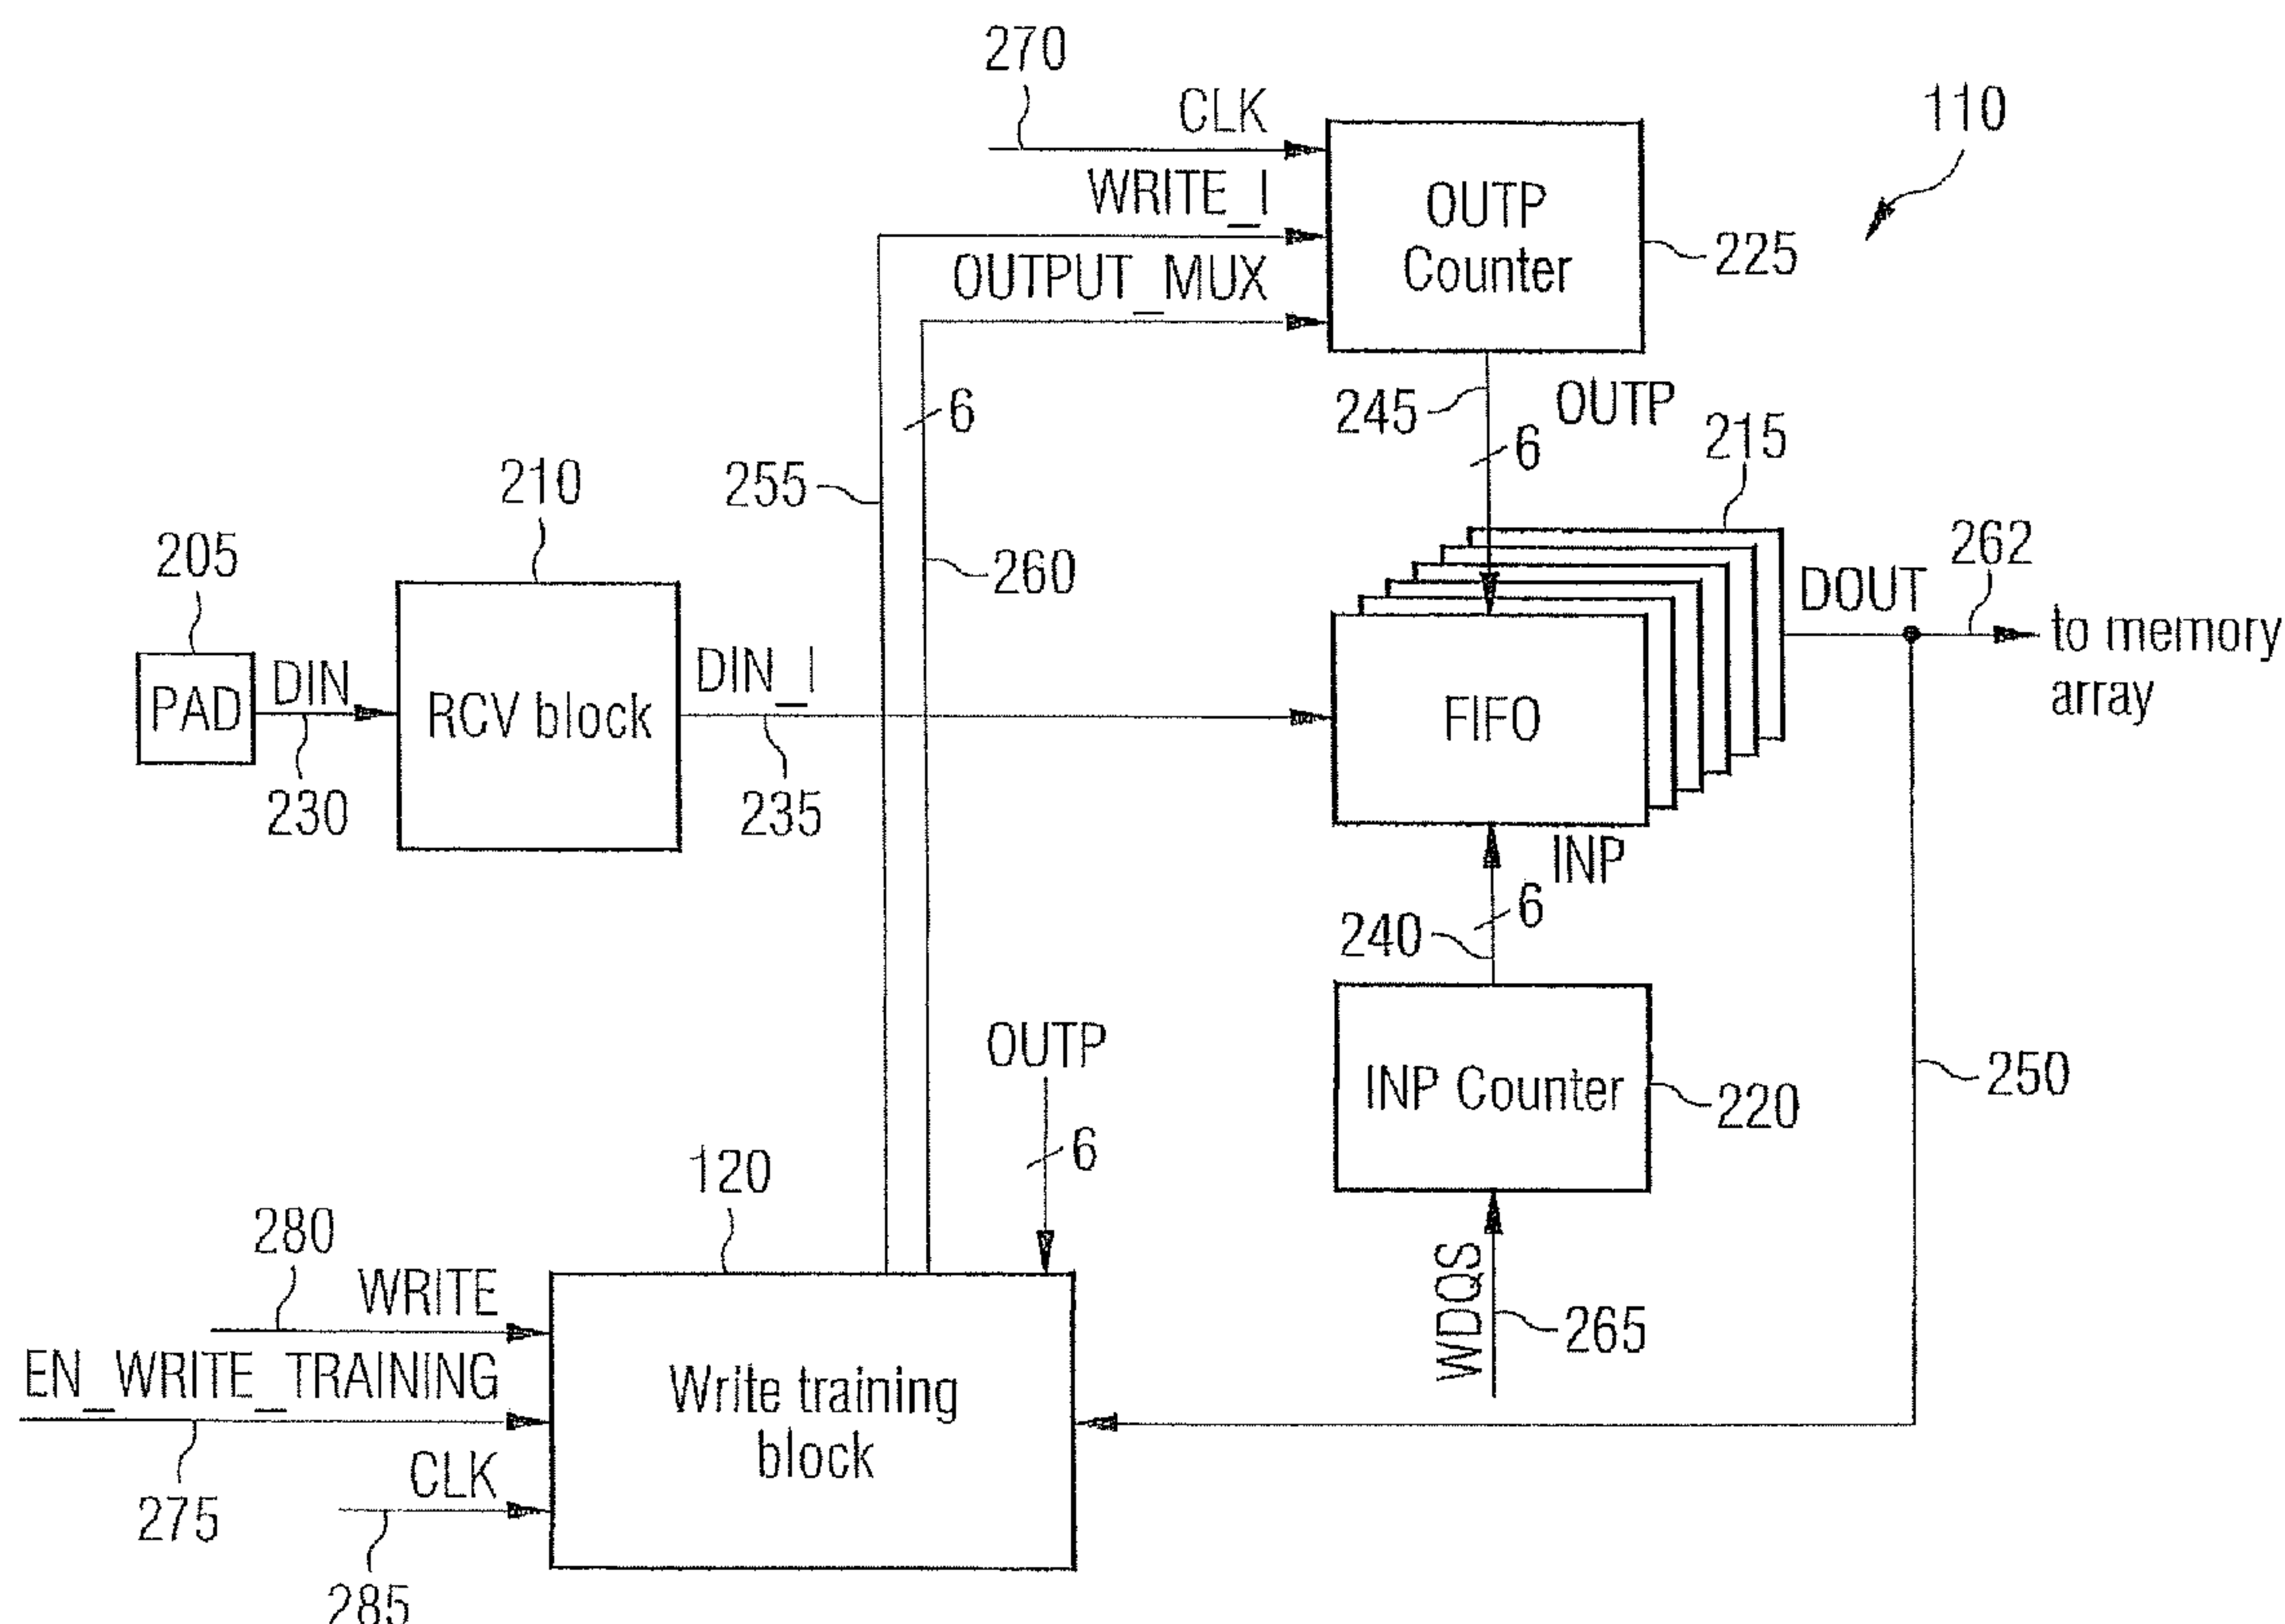 270
CLK
110
WRITE_I
OUTP
Counter
225
OUTPUT_MUX
6
245
OUTP
6
215
255
210
262
205
260
DOUT
to memory
array
PAD
DIN
RCV block
DIN_I
FIFO
230
235
INP
6
240
OUTP
INP Counter
220
250
6
120
280
WRITE
WDQS
265
EN_WRITE_TRAINING
Write training
block
CLK
275
285